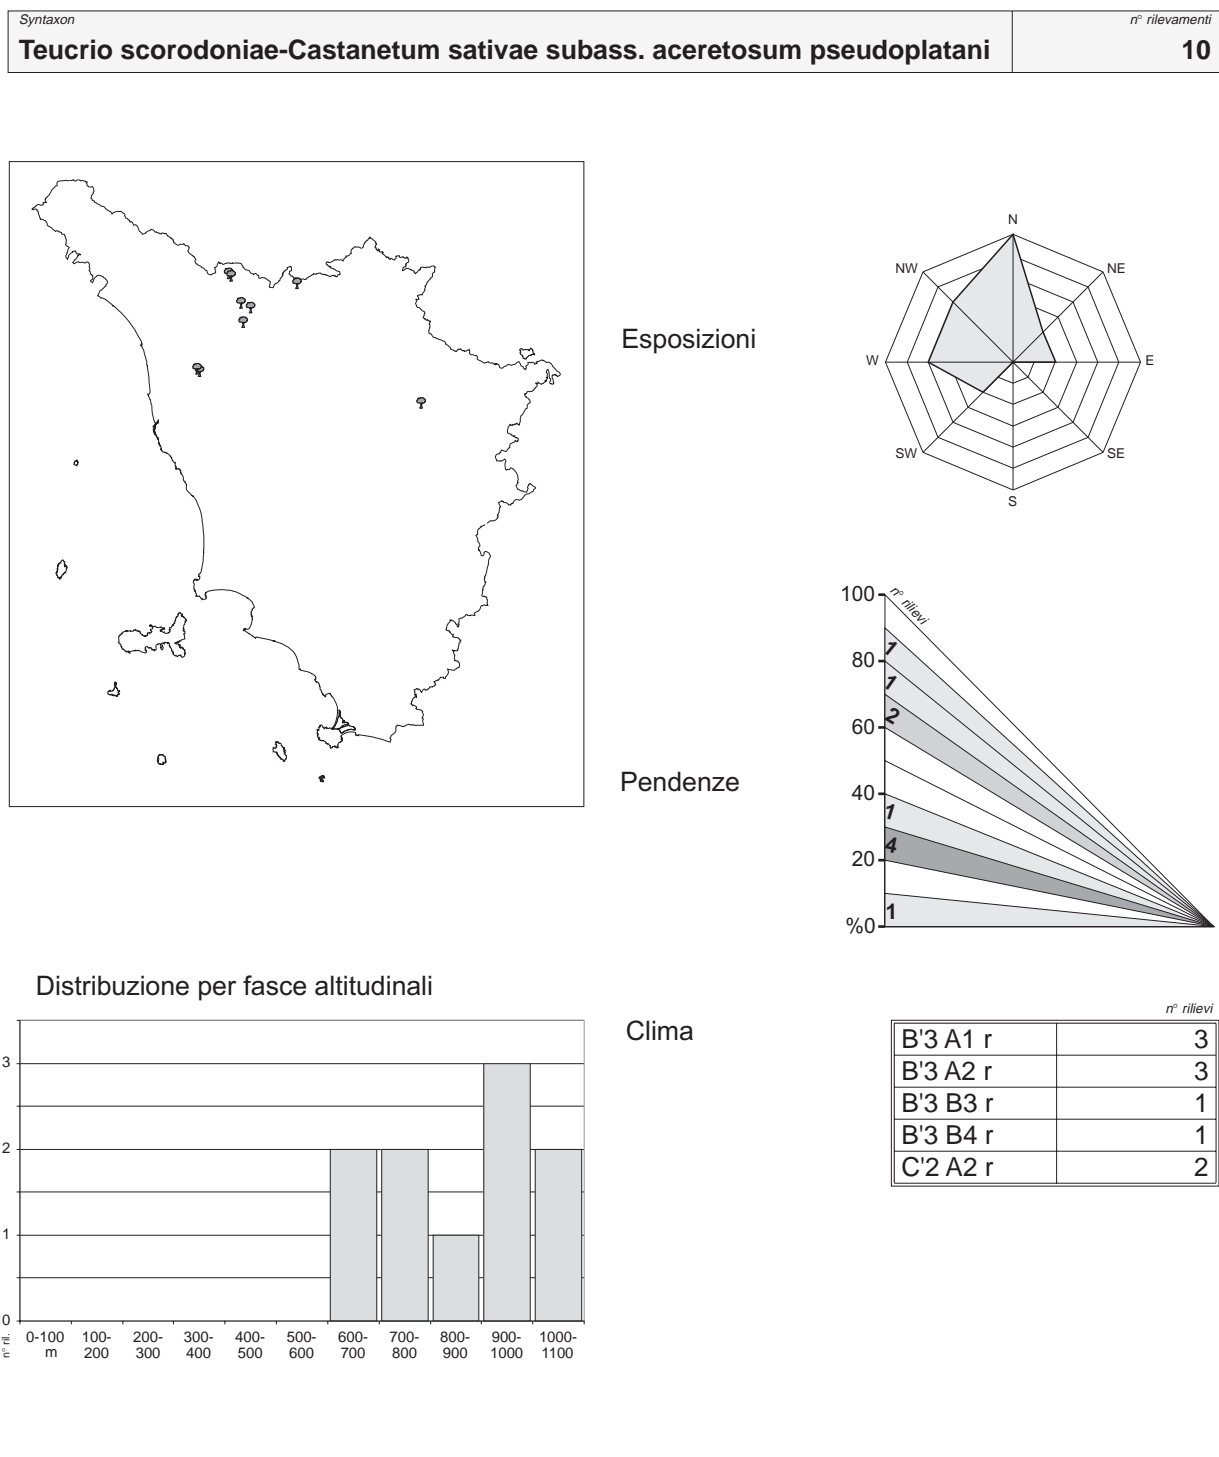 Syntaxon
n° rilevamenti
Teucrio scorodoniae-Castanetum sativae subass. aceretosum pseudoplatani
10
Esposizioni
N
NW
NE
W
E
SW
SE
S
Pendenze
n° rilievi
100
80
60
40
20
%0
1
1
2
1
4
1
Distribuzione per fasce altitudinali
3
2
1
0
n° ril.
0-100 m
100-200
200-300
300-400
400-500
500-600
600-700
700-800
800-900
900-1000
1000-1100
Clima
n° rilievi
B'3 A1 r 3
B'3 A2 r 3
B'3 B3 r 1
B'3 B4 r 1
C'2 A2 r 2